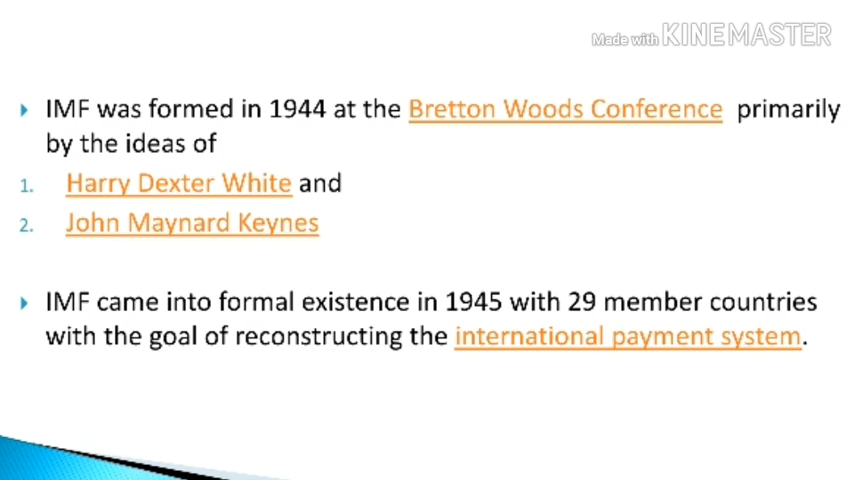 Made with KINEMASTER
IMF was formed in 1944 at the Bretton Woods Conference primarily
by the ideas of
1. Harry Dexter White and
2. John Maynard Keynes
IMF came into formal existence in 1945 with 29 member countries
with the goal of reconstructing the international payment system.